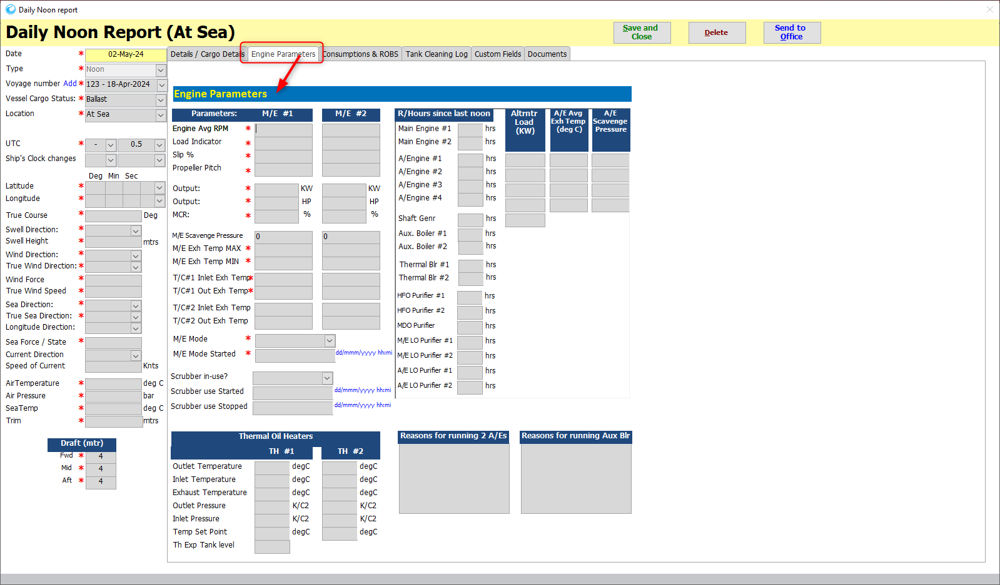 Daily Noon report
Daily Noon Report (At Sea)
Save and Close
Delete
Send to Office
Date * 02-May-24
Type * Noon
Voyage number Add * 123 - 18-Apr-2024
Vessel Cargo Status: * Ballast
Location * At Sea
UTC * - 0.5
Ship's Clock changes
Deg Min Sec
Latitude *
Longitude *
True Course * Deg
Swell Direction: *
Swell Height * mtrs
Wind Direction: *
True Wind Direction: *
Wind Force *
True Wind Speed *
Sea Direction: *
True Sea Direction: *
Longitude Direction:
Sea Force / State *
Current Direction
Speed of Current Knts
AirTemperature * deg C
Air Pressure * bar
SeaTemp * deg C
Trim * mtrs
Draft (mtr)
Fwd * 4
Mid * 4
Aft * 4
Details / Cargo Details Engine Parameters Consumptions & ROBS Tank Cleaning Log Custom Fields Documents
Engine Parameters
Parameters: M/E #1 M/E #2
Engine Avg RPM *
Load Indicator *
Slip % *
Propeller Pitch *
Output: * KW KW
Output: * HP HP
MCR: * % %
M/E Scavenge Pressure 0 0
M/E Exh Temp MAX *
M/E Exh Temp MIN *
T/C#1 Inlet Exh Temp *
T/C#1 Out Exh Temp *
T/C#2 Inlet Exh Temp
T/C#2 Out Exh Temp
M/E Mode *
M/E Mode Started * dd/mmm/yyyy hh:mi
Scrubber in-use?
Scrubber use Started dd/mmm/yyyy hh:mi
Scrubber use Stopped dd/mmm/yyyy hh:mi
R/Hours since last noon
Altrntr Load (KW)
A/E Avg Exh Temp (deg C)
A/E Scavenge Pressure
Main Engine #1 hrs
Main Engine #2 hrs
A/Engine #1 hrs
A/Engine #2 hrs
A/Engine #3 hrs
A/Engine #4 hrs
Shaft Genr hrs
Aux. Boiler #1 hrs
Aux. Boiler #2 hrs
Thermal Blr #1 hrs
Thermal Blr #2 hrs
HFO Purifier #1 hrs
HFO Purifier #2 hrs
MDO Purifier hrs
M/E LO Purifier #1 hrs
M/E LO Purifier #2 hrs
A/E LO Purifier #1 hrs
A/E LO Purifier #2 hrs
Thermal Oil Heaters
TH #1 TH #2
Outlet Temperature degC degC
Inlet Temperature degC degC
Exhaust Temperature degC degC
Outlet Pressure K/C2 K/C2
Inlet Pressure K/C2 K/C2
Temp Set Point degC degC
Th Exp Tank level
Reasons for running 2 A/Es
Reasons for running Aux Blr